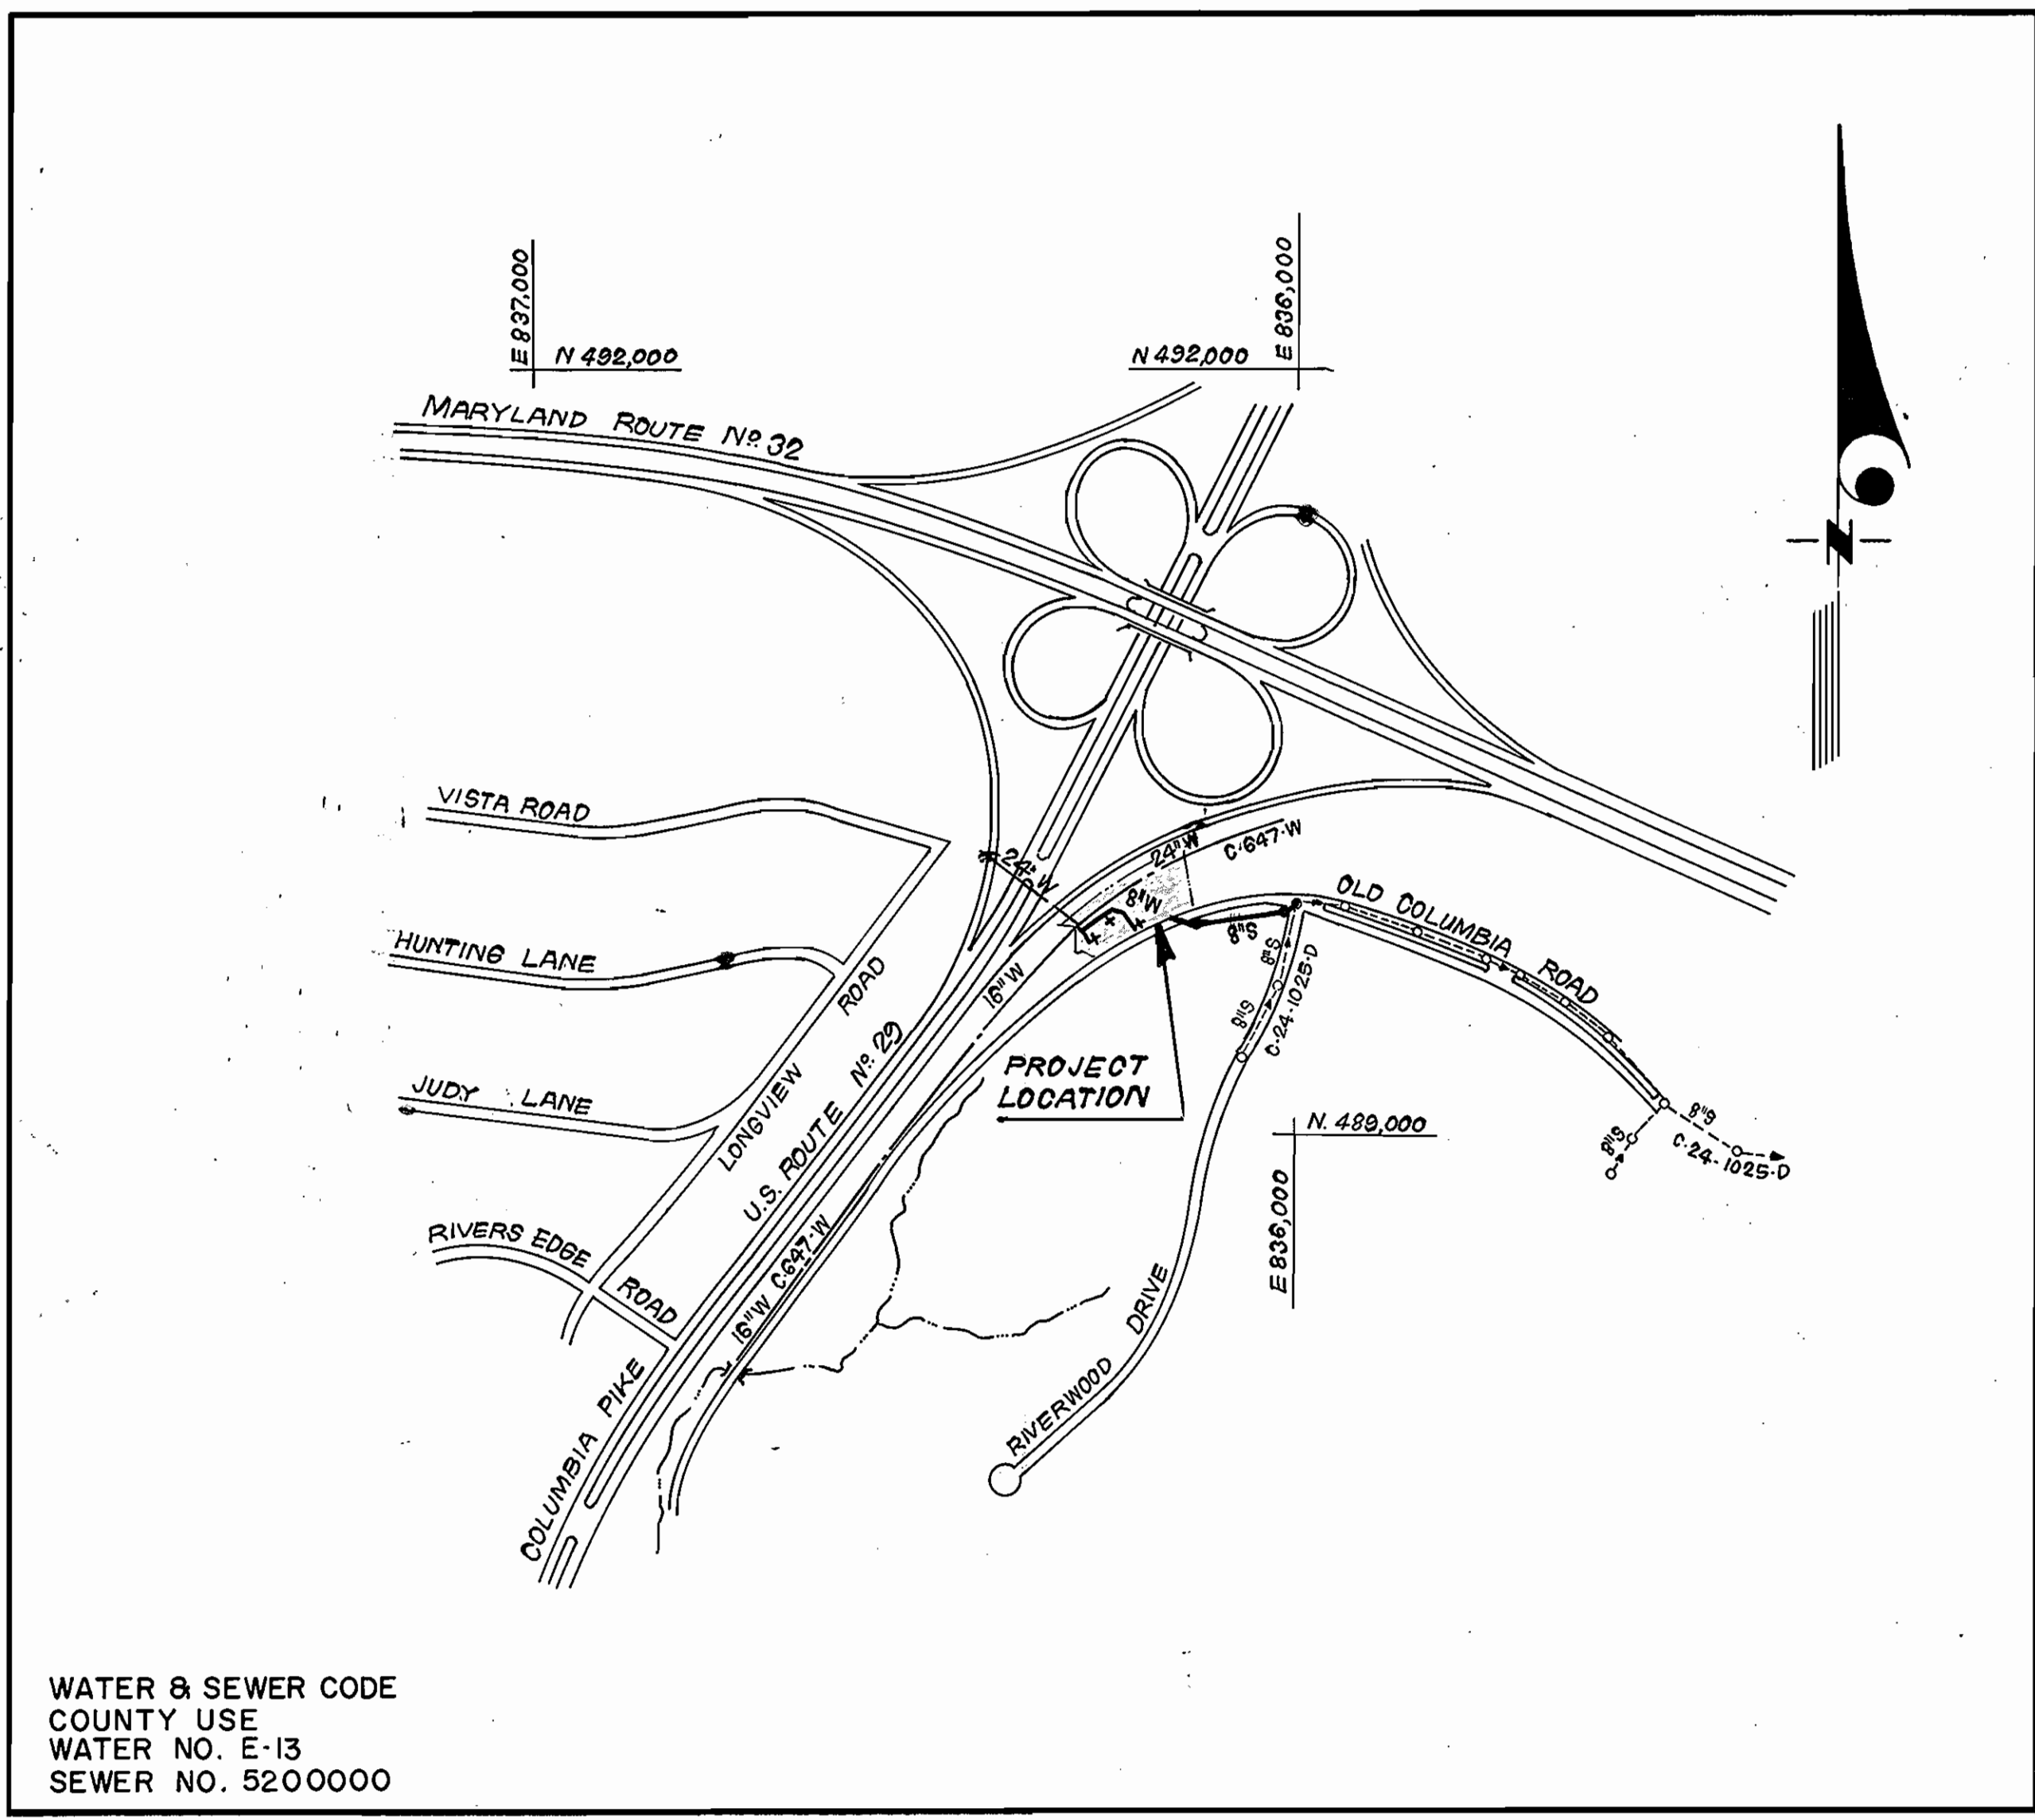 E 837,000
N 492,000
N 492,000
E 836,000
MARYLAND ROUTE Nº 32
N
VISTA ROAD
24"W
24"W
C·647·W
8"W
OLD COLUMBIA ROAD
HUNTING LANE
8"S
8"S
8"S
C·24·1025·D
16"W
LONGVIEW ROAD
U.S. ROUTE Nº 29
PROJECT
LOCATION
JUDY LANE
N. 489,000
E 836,000
8"S
8"S
C·24·1025·D
RIVERS EDGE ROAD
16"W C·647·W
COLUMBIA PIKE
RIVERWOOD DRIVE
WATER & SEWER CODE
COUNTY USE
WATER NO. E-13
SEWER NO. 5200000